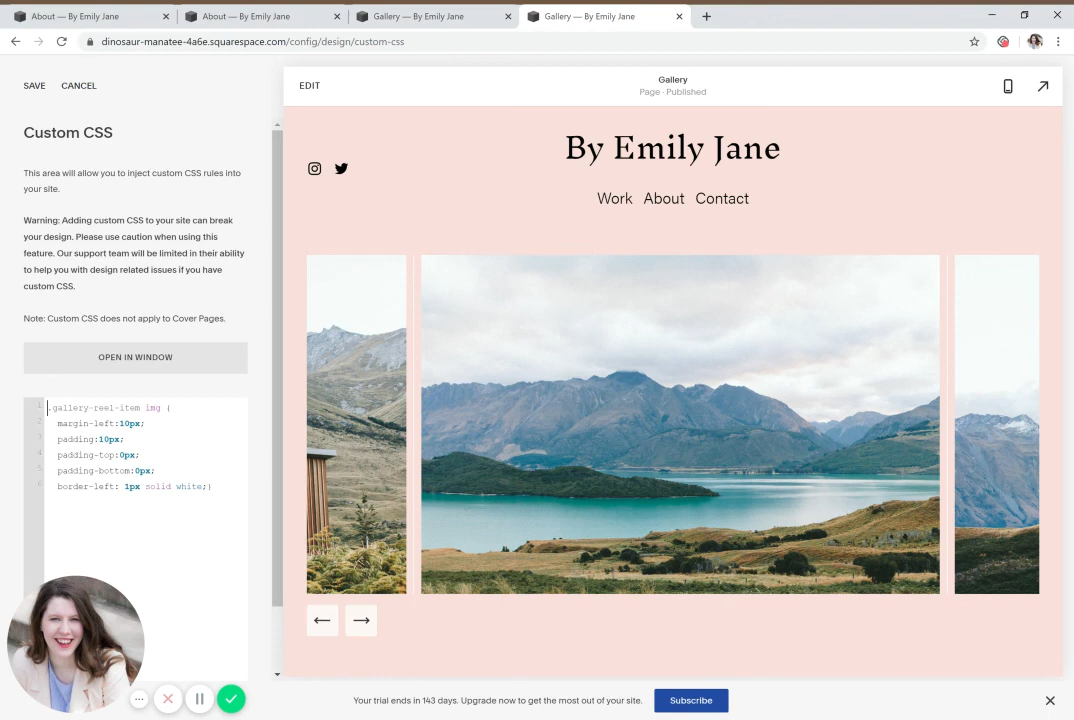 About — By Emily Jane
About — By Emily Jane
Gallery — By Emily Jane
Gallery — By Emily Jane
dinosaur-manatee-4a6e.squarespace.com/config/design/custom-css
SAVE CANCEL
EDIT
Gallery
Page · Published
Custom CSS
This area will allow you to inject custom CSS rules into
your site.
Warning: Adding custom CSS to your site can break
your design. Please use caution when using this
feature. Our support team will be limited in their ability
to help you with design related issues if you have
custom CSS.
Note: Custom CSS does not apply to Cover Pages.
OPEN IN WINDOW
1 .gallery-reel-item img {
2 margin-left:10px;
3 padding:10px;
4 padding-top:0px;
5 padding-bottom:0px;
6 border-left: 1px solid white;}
By Emily Jane
Work About Contact
Your trial ends in 143 days. Upgrade now to get the most out of your site.
Subscribe